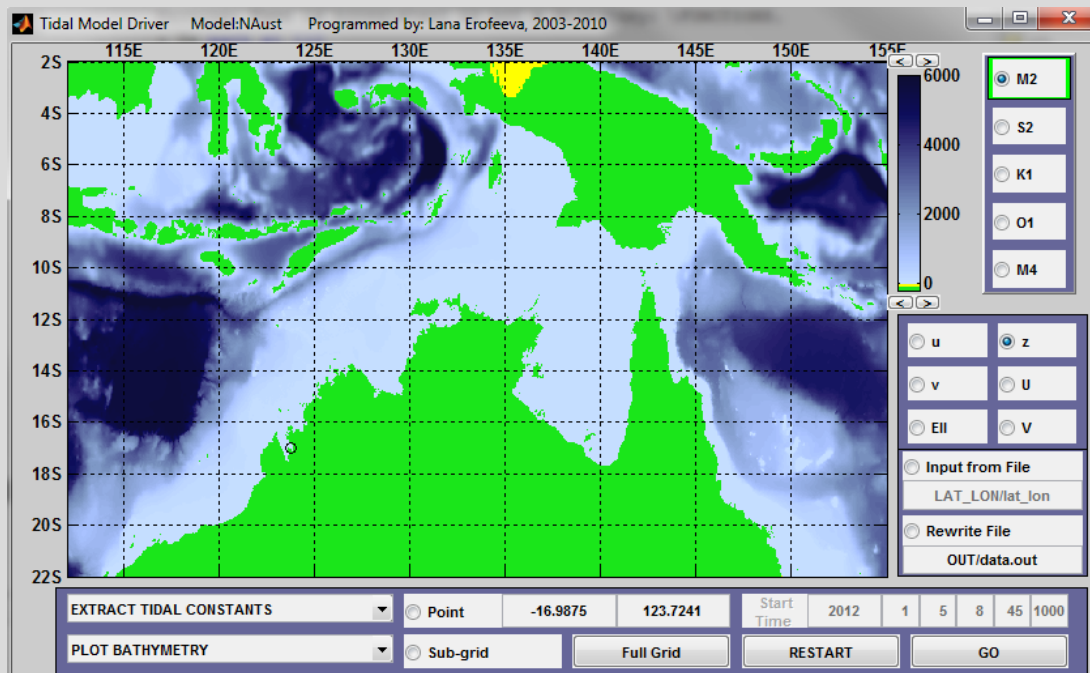 Tidal Model Driver Model:NAust Programmed by: Lana Erofeeva, 2003-2010
115E 120E 125E 130E 135E 140E 145E 150E 155E
2S
4S
6S
8S
10S
12S
14S
16S
18S
20S
22S
< >
6000
4000
2000
0
< >
M2
S2
K1
O1
M4
u z
v U
Ell V
Input from File
LAT_LON/lat_lon
Rewrite File
OUT/data.out
EXTRACT TIDAL CONSTANTS Point -16.9875 123.7241 Start Time 2012 1 5 8 45 1000
PLOT BATHYMETRY Sub-grid Full Grid RESTART GO